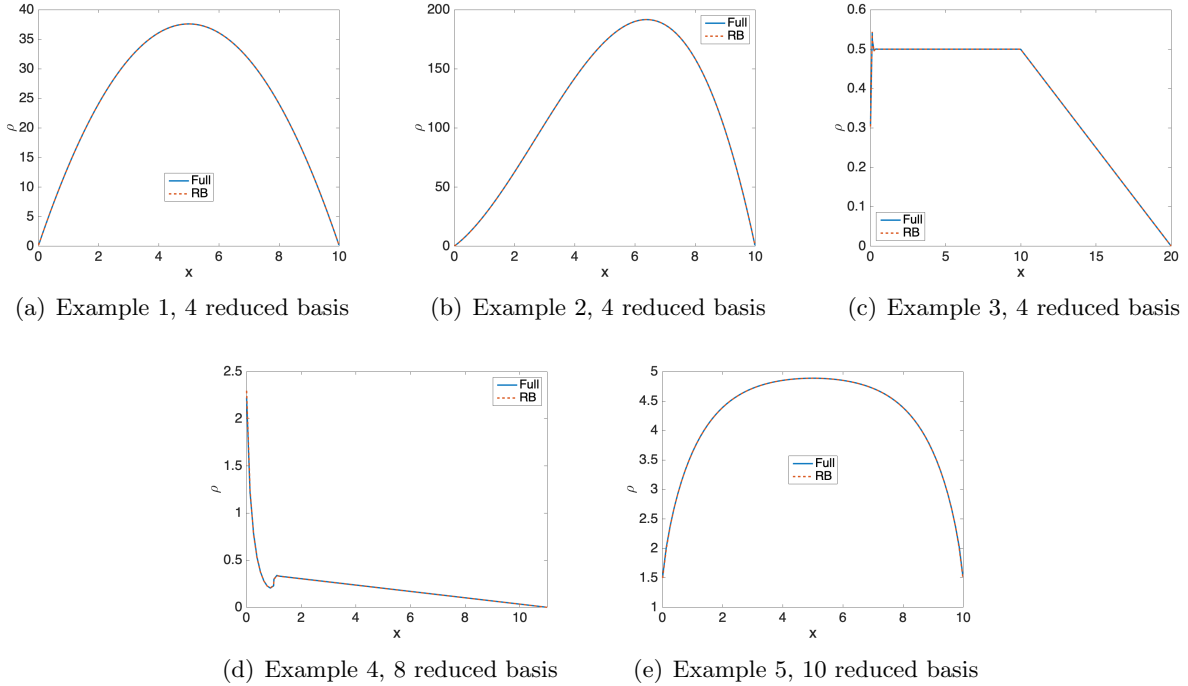 40
35
30
25
20
15
10
5
0
ρ
Full
RB
0 2 4 6 8 10
x
(a) Example 1, 4 reduced basis
200
150
100
50
0
ρ
Full
RB
0 2 4 6 8 10
x
(b) Example 2, 4 reduced basis
0.6
0.5
0.4
0.3
0.2
0.1
0
ρ
Full
RB
0 5 10 15 20
x
(c) Example 3, 4 reduced basis
2.5
2
1.5
1
0.5
0
ρ
Full
RB
0 2 4 6 8 10
x
(d) Example 4, 8 reduced basis
5
4.5
4
3.5
3
2.5
2
1.5
1
ρ
Full
RB
0 2 4 6 8 10
x
(e) Example 5, 10 reduced basis